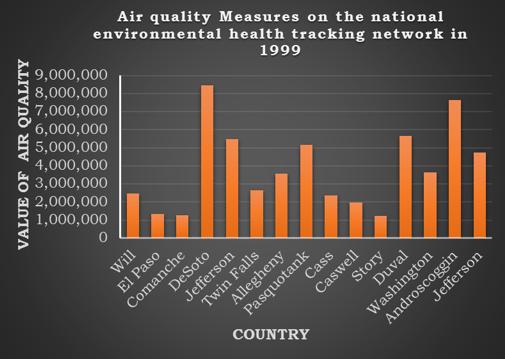 Air quality Measures on the national
environmental health tracking network in
1999
VALUE OF AIR QUALITY
9,000,000
8,000,000
7,000,000
6,000,000
5,000,000
4,000,000
3,000,000
2,000,000
1,000,000
0
Will
El Paso
Comanche
DeSoto
Jefferson
Twin Falls
Allegheny
Pasquotank
Cass
Caswell
Story
Duval
Washington
Androscoggin
Jefferson
COUNTRY